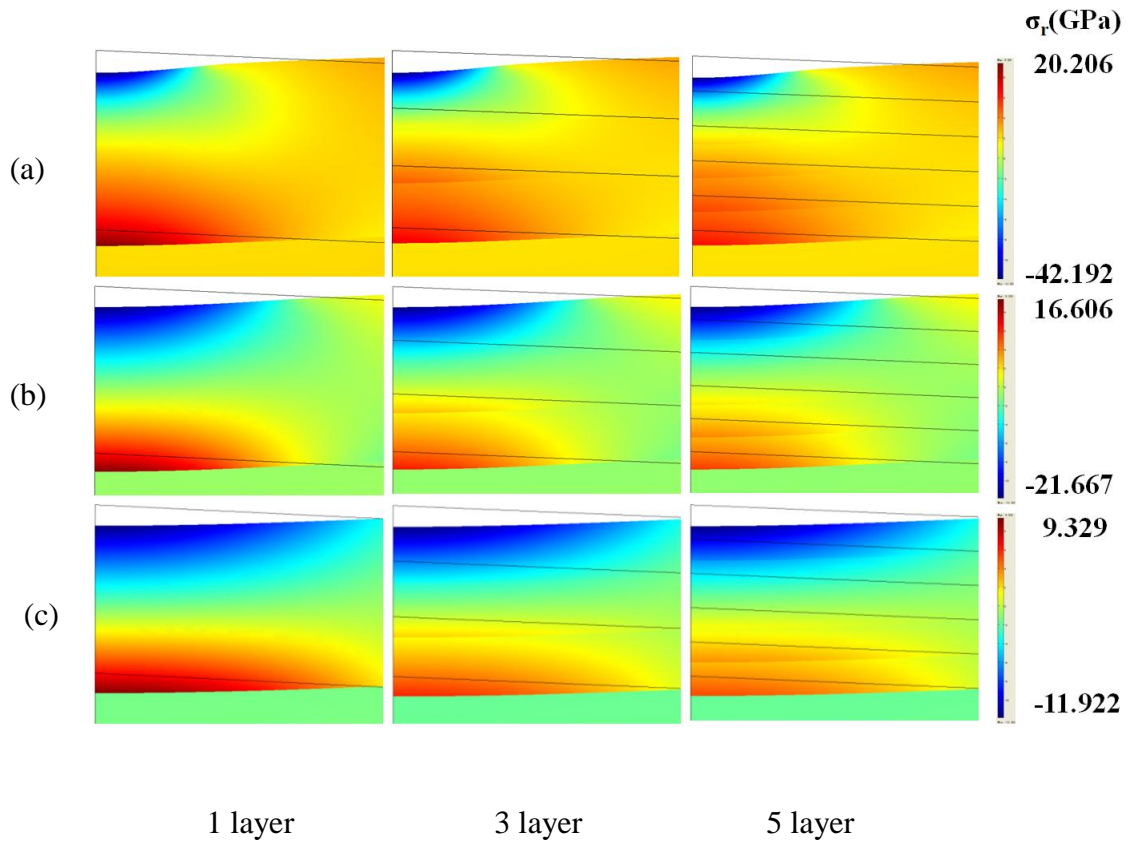 σr(GPa)
20.206
(a)
-42.192
16.606
(b)
-21.667
9.329
(c)
-11.922
1 layer
3 layer
5 layer